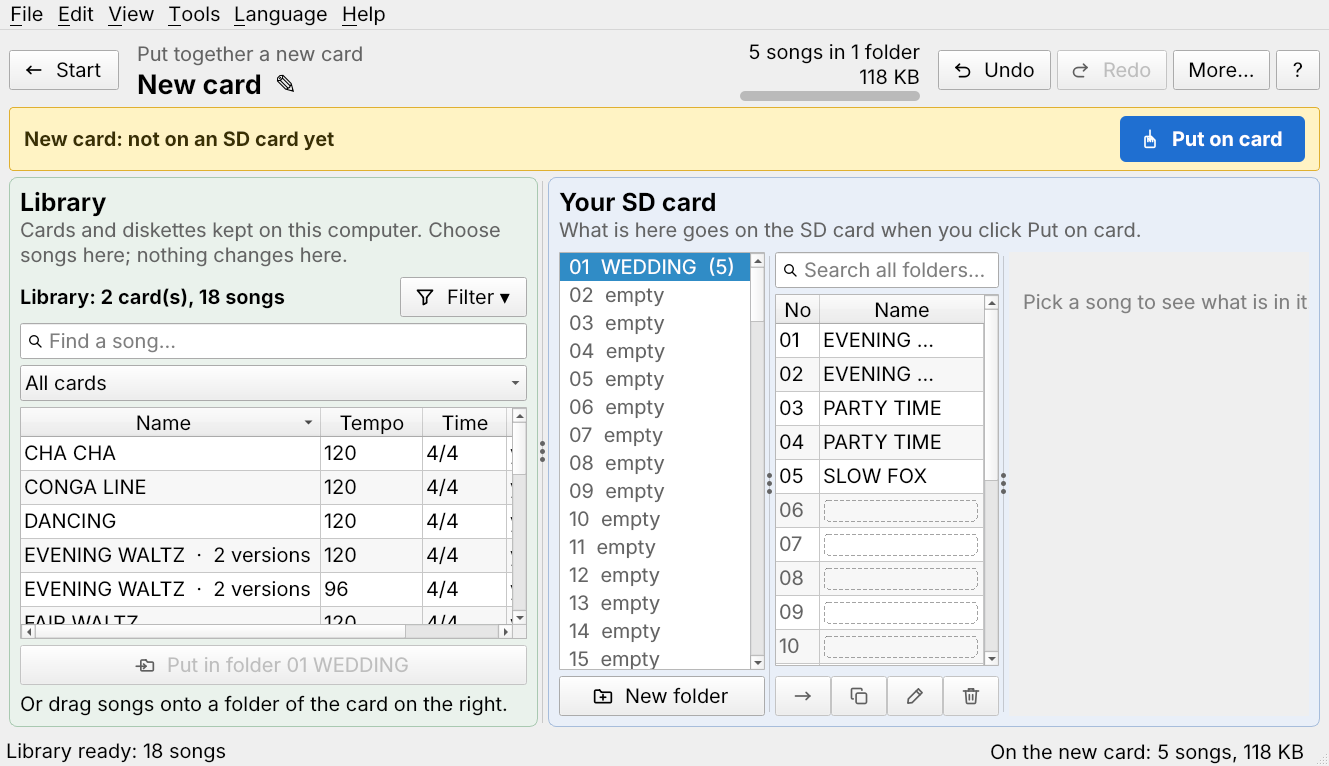 File Edit View Tools Language Help
← Start
Put together a new card
New card
5 songs in 1 folder
118 KB
Undo
Redo
More...
?
New card: not on an SD card yet
Put on card
Library
Cards and diskettes kept on this computer. Choose
songs here; nothing changes here.
Library: 2 card(s), 18 songs
Filter ▾
Find a song...
All cards
Name Tempo Time
CHA CHA 120 4/4
CONGA LINE 120 4/4
DANCING 120 4/4
EVENING WALTZ · 2 versions 120 4/4
EVENING WALTZ · 2 versions 96 4/4
FAIR WALTZ 120 4/4
Put in folder 01 WEDDING
Or drag songs onto a folder of the card on the right.
Your SD card
What is here goes on the SD card when you click Put on card.
01 WEDDING (5)
02 empty
03 empty
04 empty
05 empty
06 empty
07 empty
08 empty
09 empty
10 empty
11 empty
12 empty
13 empty
14 empty
15 empty
New folder
Search all folders...
No Name
01 EVENING ...
02 EVENING ...
03 PARTY TIME
04 PARTY TIME
05 SLOW FOX
06
07
08
09
10
Pick a song to see what is in it
Library ready: 18 songs
On the new card: 5 songs, 118 KB